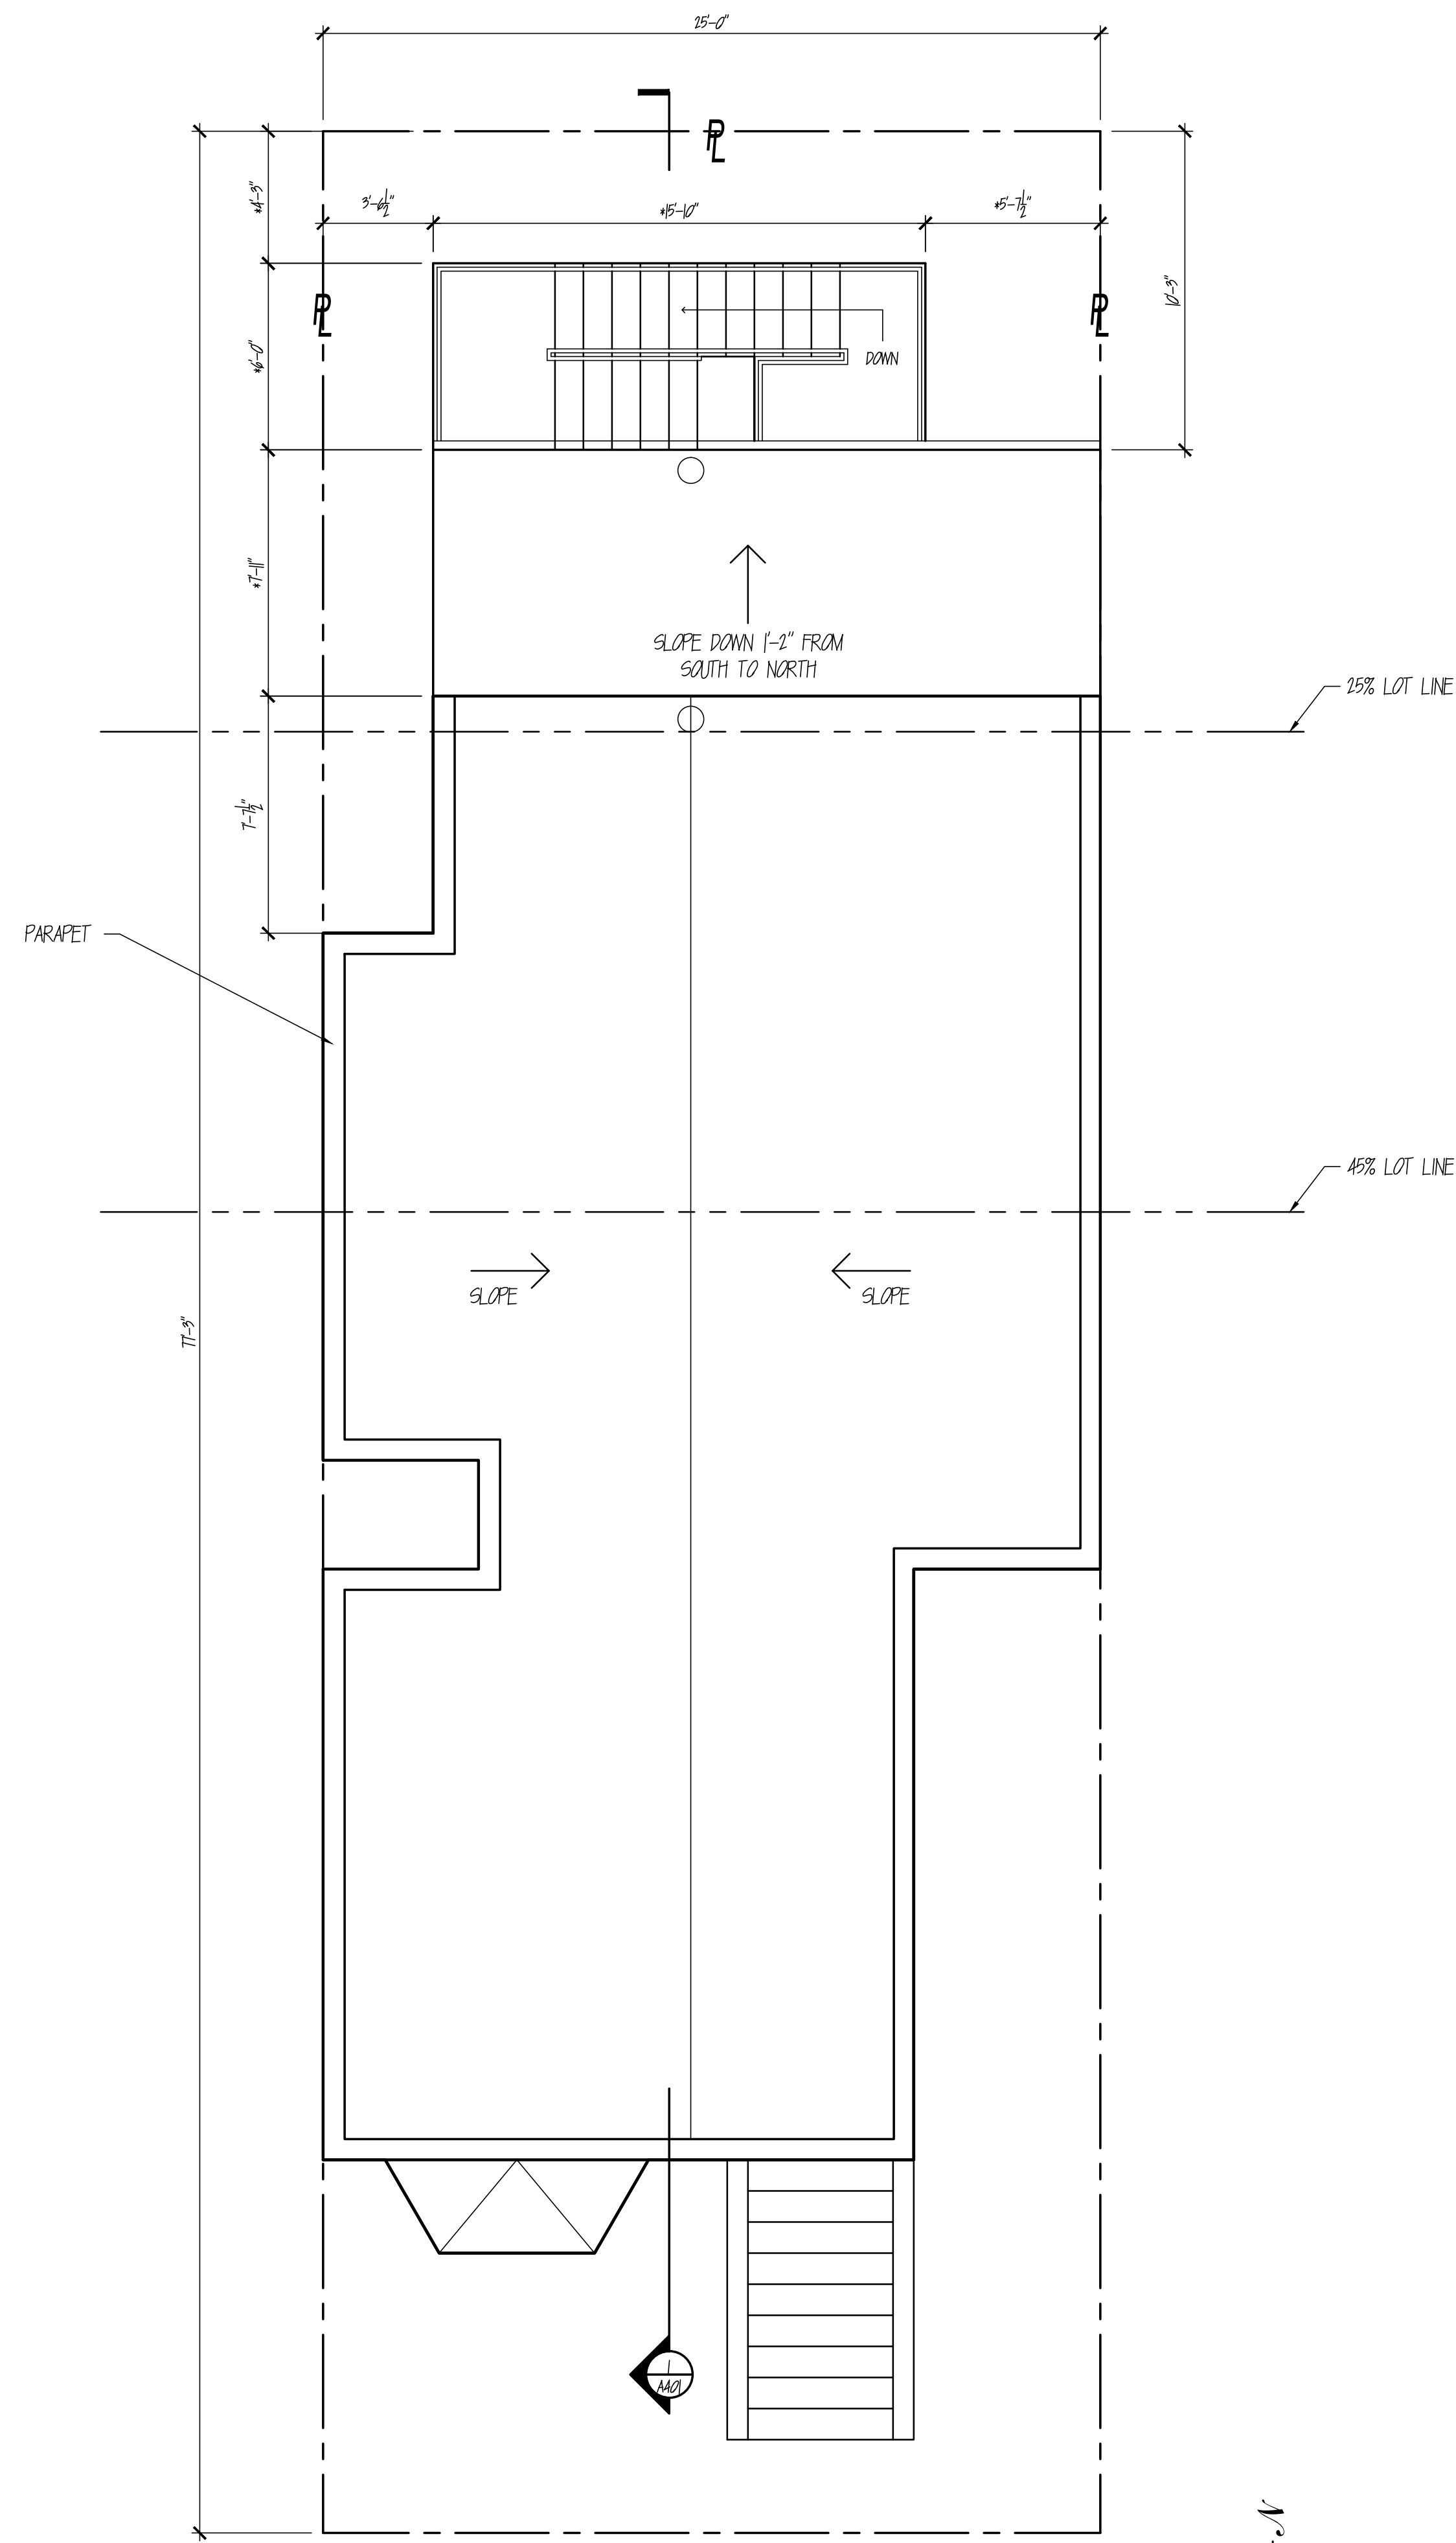 25'-0"
PL
*4'-3"
3'-6½"
*15'-10"
*5'-7½"
10'-3"
PL
PL
*6'-0"
DOWN
*7'-11"
SLOPE DOWN 1'-2" FROM
SOUTH TO NORTH
25% LOT LINE
7'-7½"
PARAPET
45% LOT LINE
SLOPE
SLOPE
77'-3"
1
A401
N